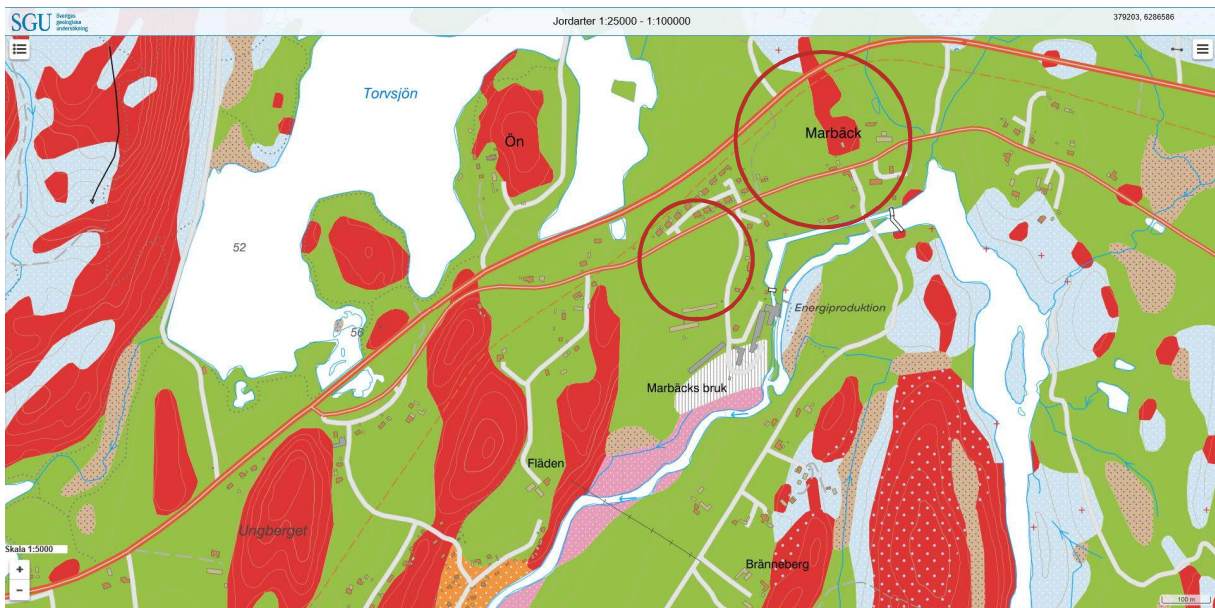 SGU Sveriges geologiska undersökning
Jordarter 1:25000 - 1:100000
379203, 6286586
Torvsjön
Ön
Marbäck
52
56
Energiproduktion
Marbäcks bruk
Fläden
Ungberget
Skala 1:5000
Bränneberg
+
−
100 m